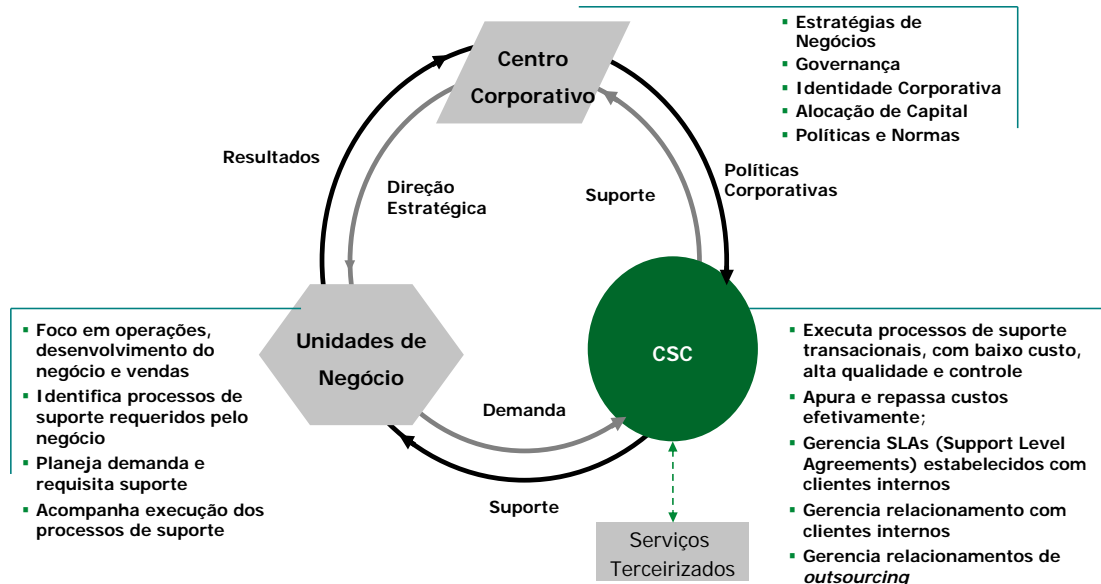 Centro
Corporativo
▪ Estratégias de
Negócios
▪ Governança
▪ Identidade Corporativa
▪ Alocação de Capital
▪ Políticas e Normas
Resultados
Direção
Estratégica
Suporte
Políticas
Corporativas
▪ Foco em operações,
desenvolvimento do
negócio e vendas
▪ Identifica processos de
suporte requeridos pelo
negócio
▪ Planeja demanda e
requisita suporte
▪ Acompanha execução dos
processos de suporte
Unidades de
Negócio
CSC
Demanda
Suporte
Serviços
Terceirizados
▪ Executa processos de suporte
transacionais, com baixo custo,
alta qualidade e controle
▪ Apura e repassa custos
efetivamente;
▪ Gerencia SLAs (Support Level
Agreements) estabelecidos com
clientes internos
▪ Gerencia relacionamento com
clientes internos
▪ Gerencia relacionamentos de
outsourcing